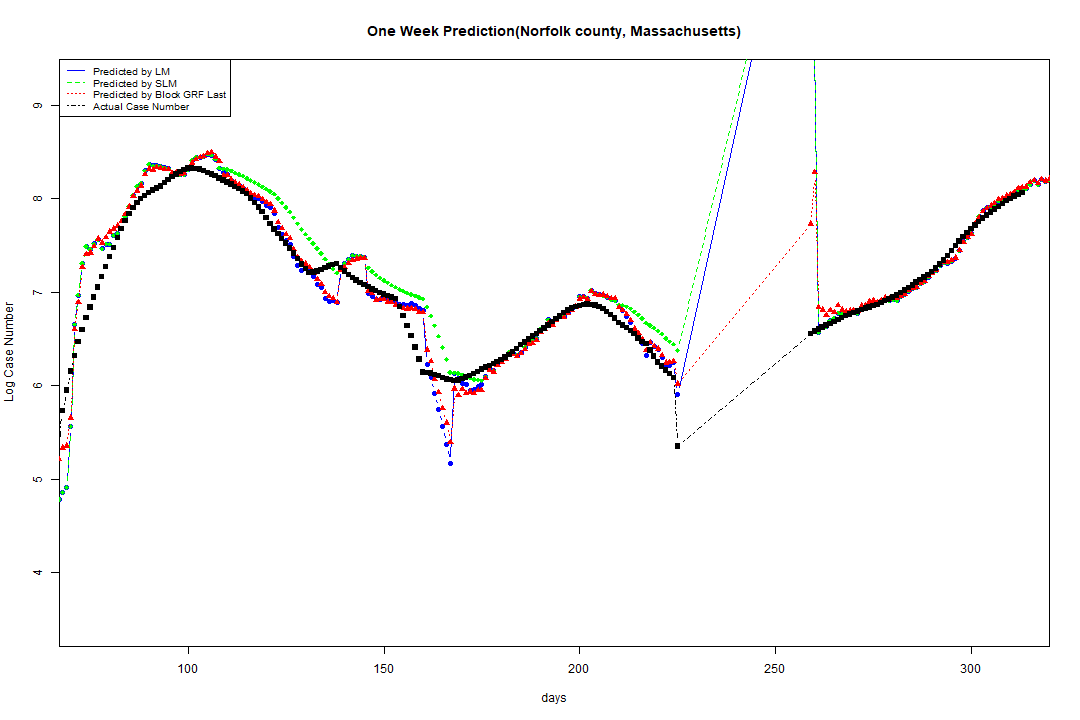 One Week Prediction(Norfolk county, Massachusetts)
Predicted by LM
Predicted by SLM
Predicted by Block GRF Last
Actual Case Number
9
8
7
6
5
4
Log Case Number
100 150 200 250 300
days